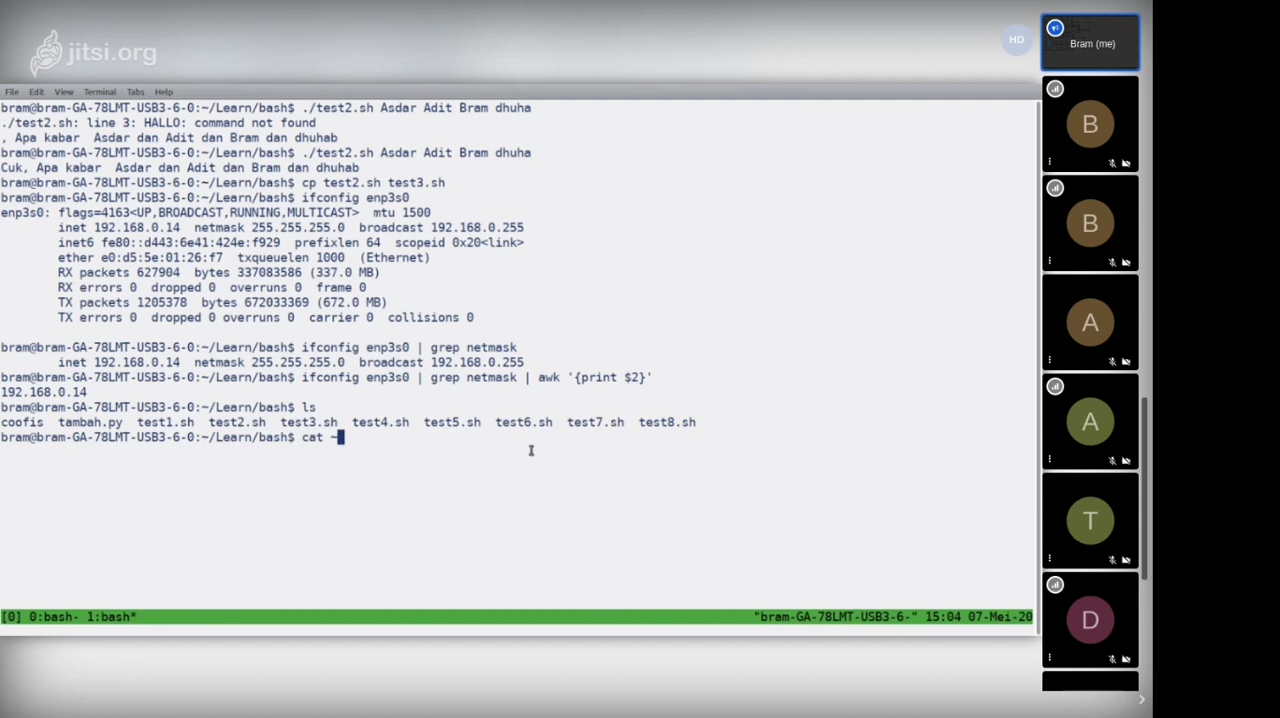 jitsi.org
HD
Bram (me)
File Edit View Terminal Tabs Help
bram@bram-GA-78LMT-USB3-6-0:~/Learn/bash$ ./test2.sh Asdar Adit Bram dhuha
./test2.sh: line 3: HALLO: command not found
, Apa kabar  Asdar dan Adit dan Bram dan dhuhab
bram@bram-GA-78LMT-USB3-6-0:~/Learn/bash$ ./test2.sh Asdar Adit Bram dhuha
Cuk, Apa kabar  Asdar dan Adit dan Bram dan dhuhab
bram@bram-GA-78LMT-USB3-6-0:~/Learn/bash$ cp test2.sh test3.sh
bram@bram-GA-78LMT-USB3-6-0:~/Learn/bash$ ifconfig enp3s0
enp3s0: flags=4163<UP,BROADCAST,RUNNING,MULTICAST>  mtu 1500
inet 192.168.0.14  netmask 255.255.255.0  broadcast 192.168.0.255
inet6 fe80::d443:6e41:424e:f929  prefixlen 64  scopeid 0x20<link>
ether e0:d5:5e:01:26:f7  txqueuelen 1000  (Ethernet)
RX packets 627904  bytes 337083586 (337.0 MB)
RX errors 0  dropped 0  overruns 0  frame 0
TX packets 1205378  bytes 672033369 (672.0 MB)
TX errors 0  dropped 0 overruns 0  carrier 0  collisions 0
bram@bram-GA-78LMT-USB3-6-0:~/Learn/bash$ ifconfig enp3s0 | grep netmask
inet 192.168.0.14  netmask 255.255.255.0  broadcast 192.168.0.255
bram@bram-GA-78LMT-USB3-6-0:~/Learn/bash$ ifconfig enp3s0 | grep netmask | awk '{print $2}'
192.168.0.14
bram@bram-GA-78LMT-USB3-6-0:~/Learn/bash$ ls
coofis  tambah.py  test1.sh  test2.sh  test3.sh  test4.sh  test5.sh  test6.sh  test7.sh  test8.sh
bram@bram-GA-78LMT-USB3-6-0:~/Learn/bash$ cat ~
[0] 0:bash- 1:bash* "bram-GA-78LMT-USB3-6-" 15:04 07-Mei-20
B
B
A
A
T
D